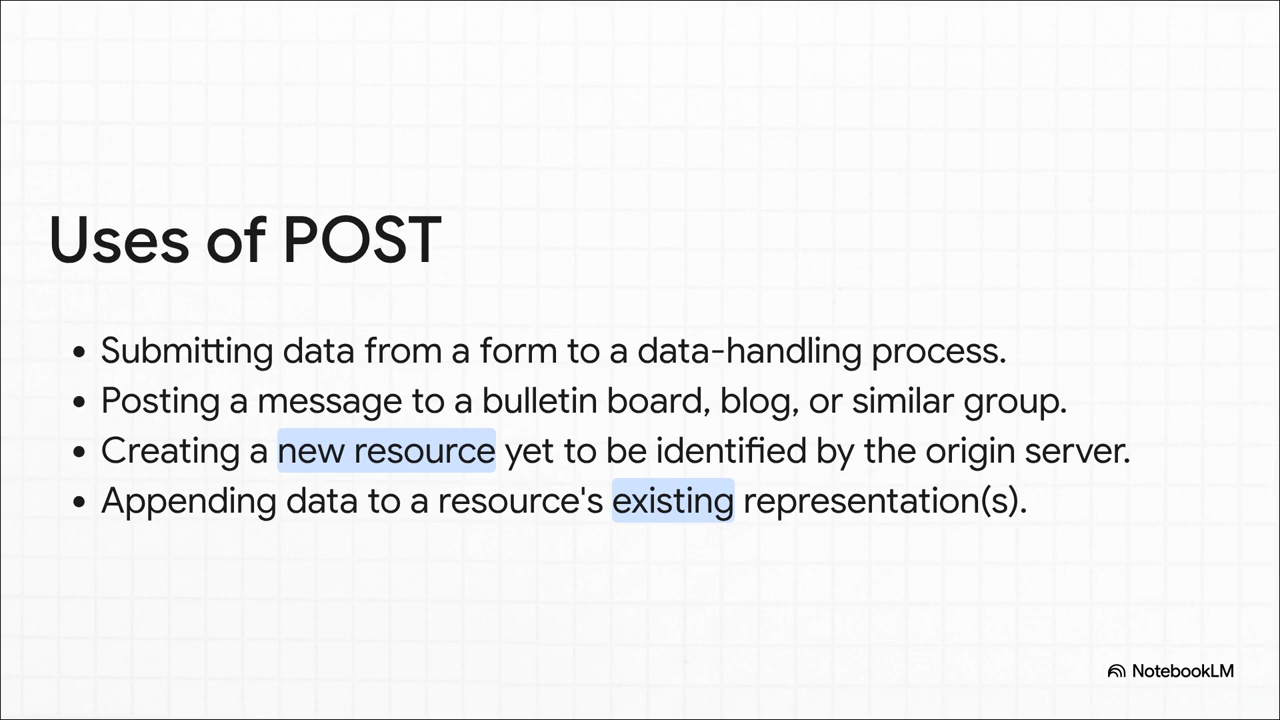 Uses of POST
• Submitting data from a form to a data-handling process.
• Posting a message to a bulletin board, blog, or similar group.
• Creating a new resource yet to be identified by the origin server.
• Appending data to a resource's existing representation(s).
NotebookLM